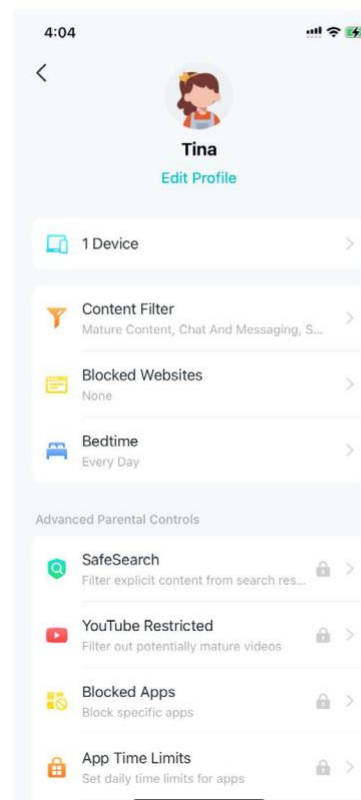 4:04
Tina
Edit Profile
1 Device
Content Filter
Mature Content, Chat And Messaging, S...
Blocked Websites
None
Bedtime
Every Day
Advanced Parental Controls
SafeSearch
Filter explicit content from search res...
YouTube Restricted
Filter out potentially mature videos
Blocked Apps
Block specific apps
App Time Limits
Set daily time limits for apps